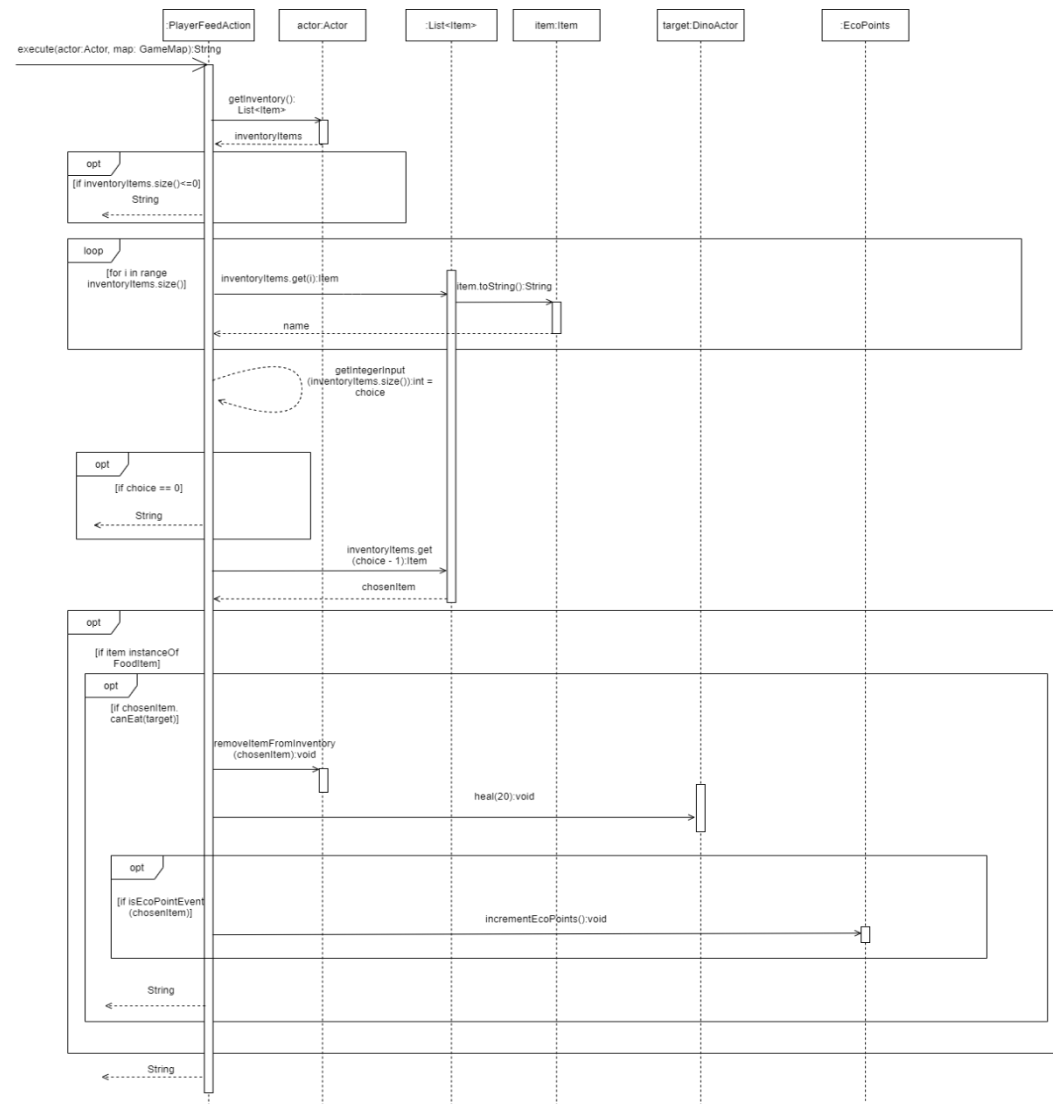 :PlayerFeedAction
actor:Actor
:List<Item>
item:Item
target:DinoActor
:EcoPoints
execute(actor:Actor, map: GameMap):String
getInventory():
List<Item>
inventoryItems
opt
[if inventoryItems.size()<=0]
String
loop
[for i in range
inventoryItems.size()]
inventoryItems.get(i):Item
item.toString():String
name
getIntegerInput
(inventoryItems.size()):int =
choice
opt
[if choice == 0]
String
inventoryItems.get
(choice - 1):Item
chosenItem
opt
[if item instanceOf
FoodItem]
opt
[if chosenItem.
canEat(target)]
removeItemFromInventory
(chosenItem):void
heal(20):void
opt
[if isEcoPointEvent
(chosenItem)]
incrementEcoPoints():void
String
String